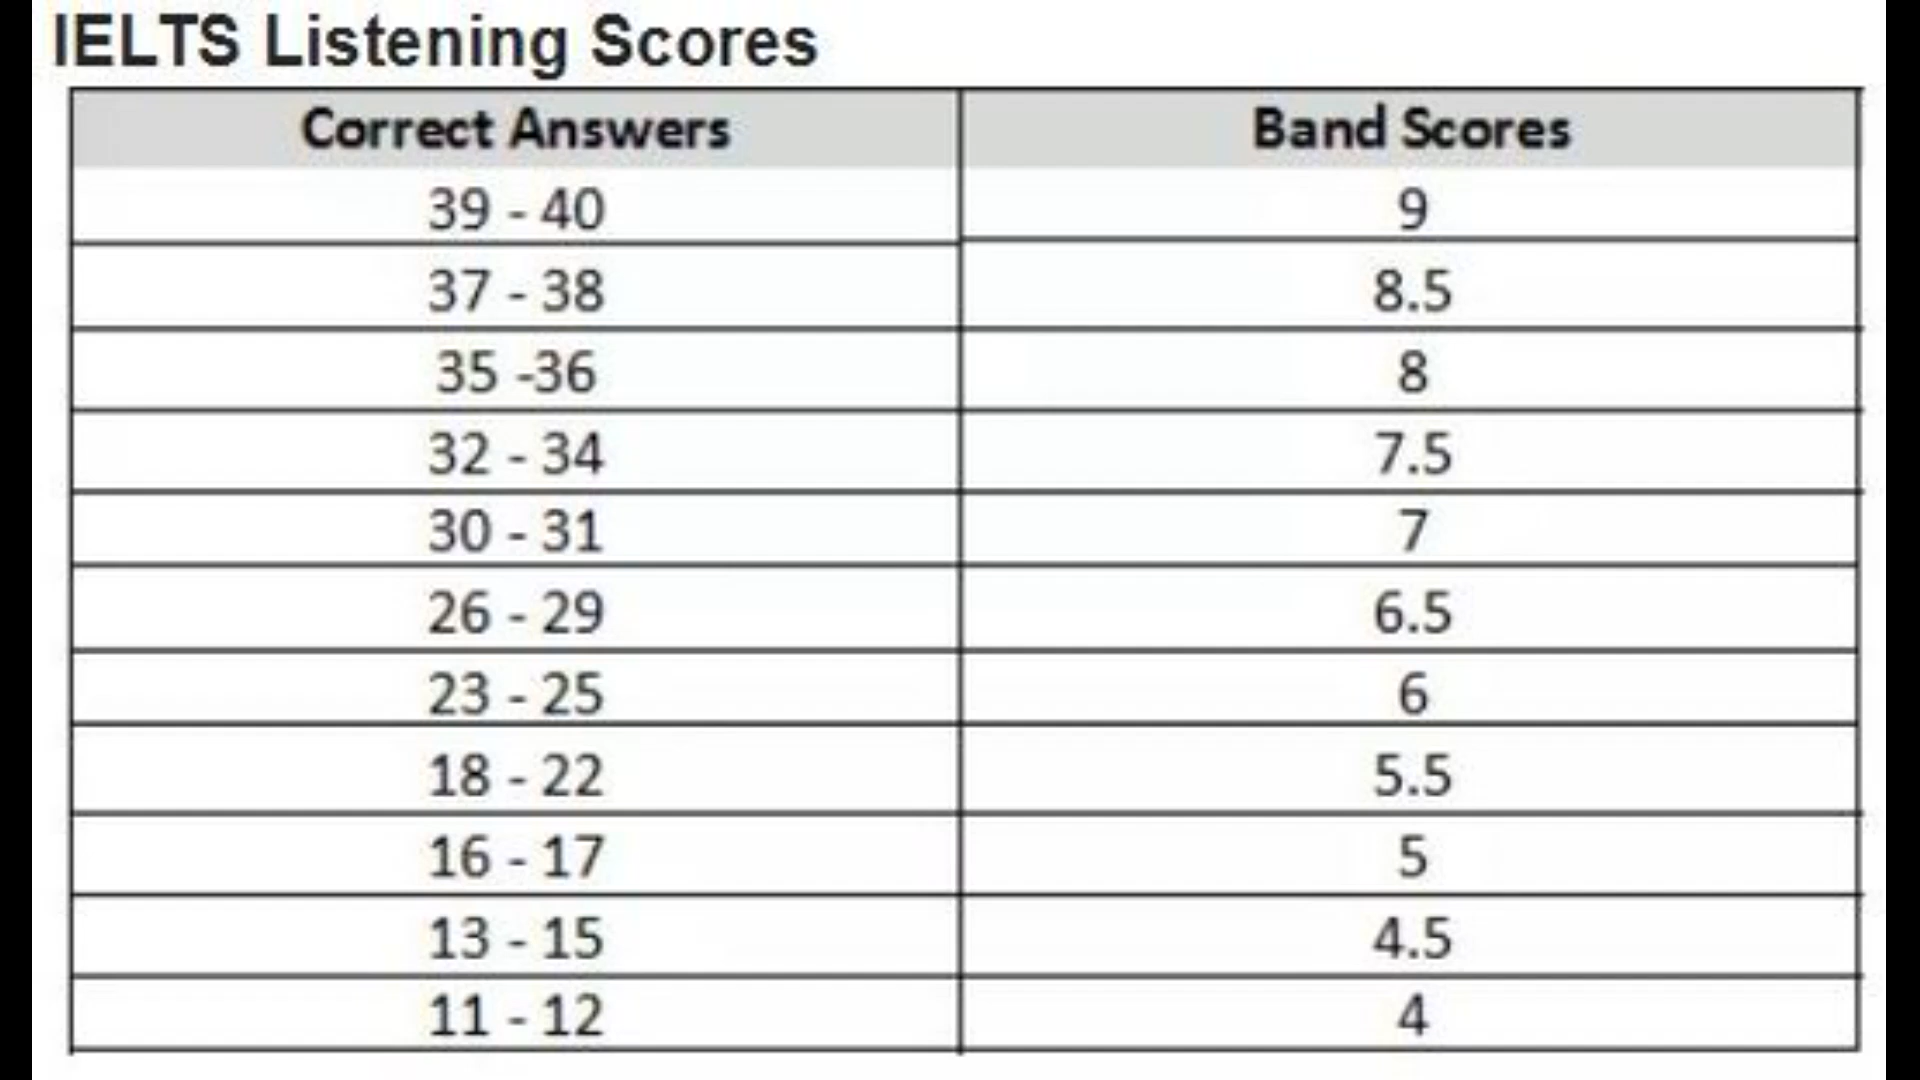 IELTS Listening Scores
Correct Answers Band Scores
39 - 40 9
37 - 38 8.5
35 -36 8
32 - 34 7.5
30 - 31 7
26 - 29 6.5
23 - 25 6
18 - 22 5.5
16 - 17 5
13 - 15 4.5
11 - 12 4